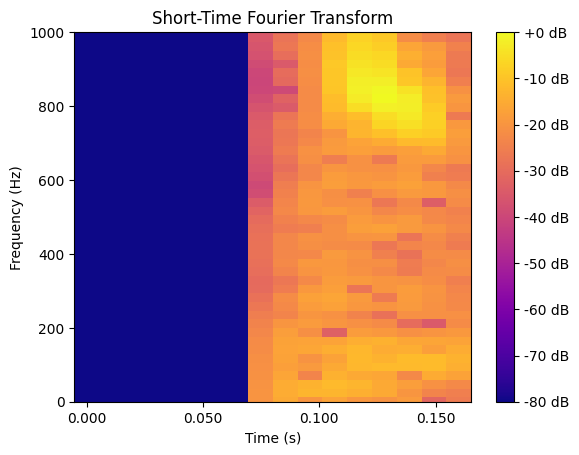 Short-Time Fourier Transform
1000
800
600
400
200
0
Frequency (Hz)
0.000
0.050
0.100
0.150
Time (s)
+0 dB
-10 dB
-20 dB
-30 dB
-40 dB
-50 dB
-60 dB
-70 dB
-80 dB